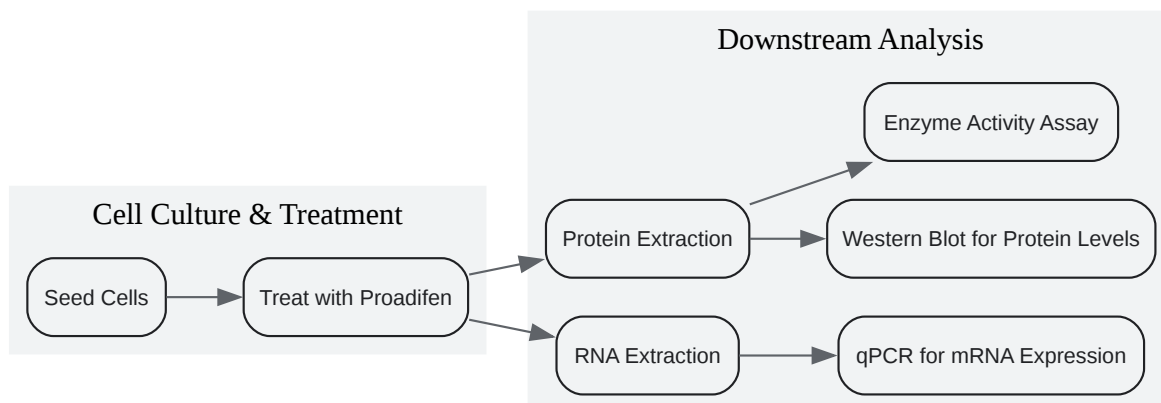 Cell Culture & Treatment
Seed Cells
Treat with Proadifen
Downstream Analysis
Protein Extraction
RNA Extraction
Enzyme Activity Assay
Western Blot for Protein Levels
qPCR for mRNA Expression